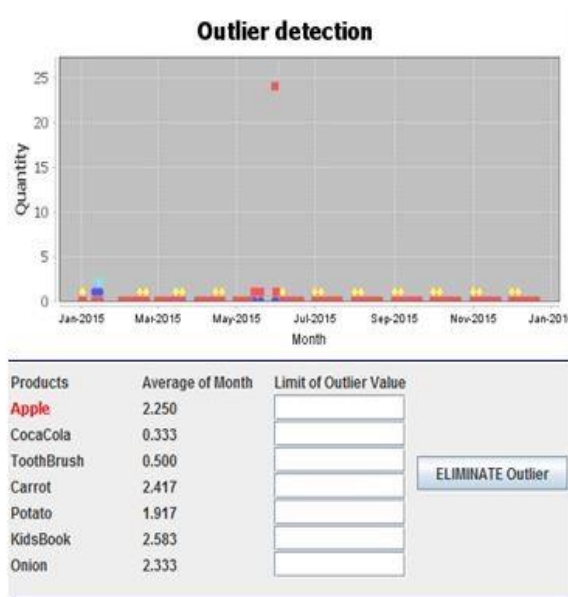 Outlier detection
Quantity
25
20
15
10
5
0
Jan-2015 Mar-2015 May-2015 Jul-2015 Sep-2015 Nov-2015 Jan-201
Month
Products Average of Month Limit of Outlier Value
Apple 2.250
CocaCola 0.333
ToothBrush 0.500
ELIMINATE Outlier
Carrot 2.417
Potato 1.917
KidsBook 2.583
Onion 2.333